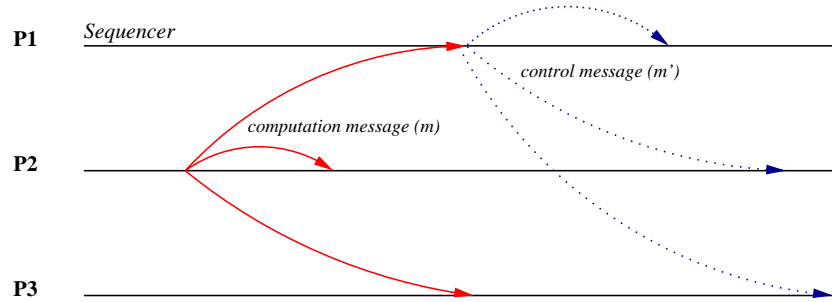 P1
Sequencer
control message (m')
computation message (m)
P2
P3